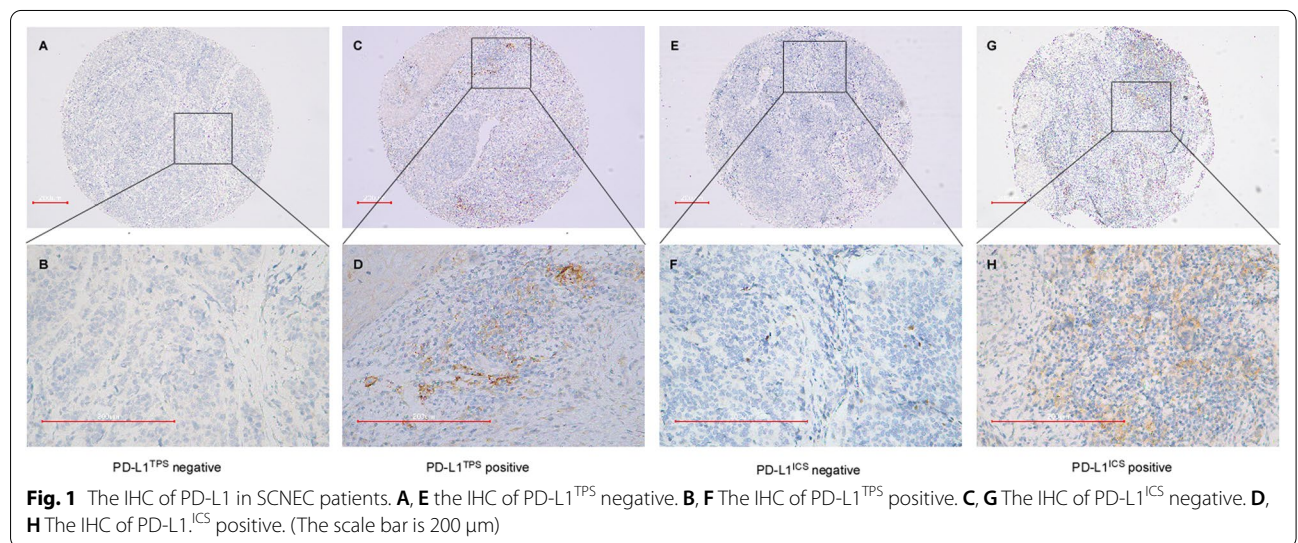 A
C
E
G
B
D
F
H
PD-L1TPS negative
PD-L1TPS positive
PD-L1ICS negative
PD-L1ICS positive
Fig. 1 The IHC of PD-L1 in SCNEC patients. A, E the IHC of PD-L1TPS negative. B, F The IHC of PD-L1TPS positive. C, G The IHC of PD-L1ICS negative. D,
H The IHC of PD-L1.ICS positive. (The scale bar is 200 μm)